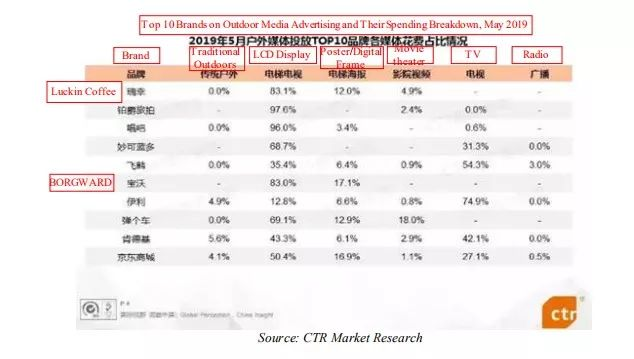 Top 10 Brands on Outdoor Media Advertising and Their Spending Breakdown, May 2019
2019年5月户外媒体投放TOP10品牌各媒体花费占比情况
Brand Traditional Outdoors LCD Display Poster/Digital Frame Movie theater TV Radio
品牌 传统户外 电梯电视 电梯海报 影院视频 电视 广播
Luckin Coffee 瑞幸 0.0% 83.1% 12.0% 4.9% - -
铂爵旅拍 - 97.6% - 2.4% 0.0% -
唱吧 0.0% 96.0% 3.4% - 0.6% -
妙可蓝多 - 68.7% - - 31.3% 0.0%
飞鹤 0.0% 35.4% 6.4% 0.9% 54.3% 3.0%
BORGWARD 宝沃 - 83.0% 17.1% - - -
伊利 4.9% 12.8% 6.6% 0.8% 74.9% 0.0%
弹个车 0.0% 69.1% 12.9% 18.0% - -
肯德基 5.6% 43.3% 6.1% 2.9% 42.1% 0.0%
京东商城 4.1% 50.4% 16.9% 1.1% 27.1% 0.5%
ctr
Source: CTR Market Research